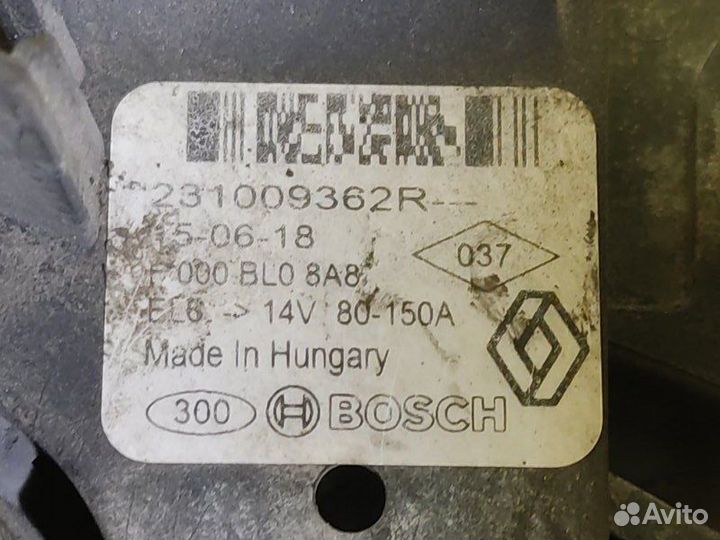 231009362R---
15-06-18
037
F 000 BL0 8A8
EL6 -> 14V 80-150A
Made In Hungary
300 BOSCH
Avito